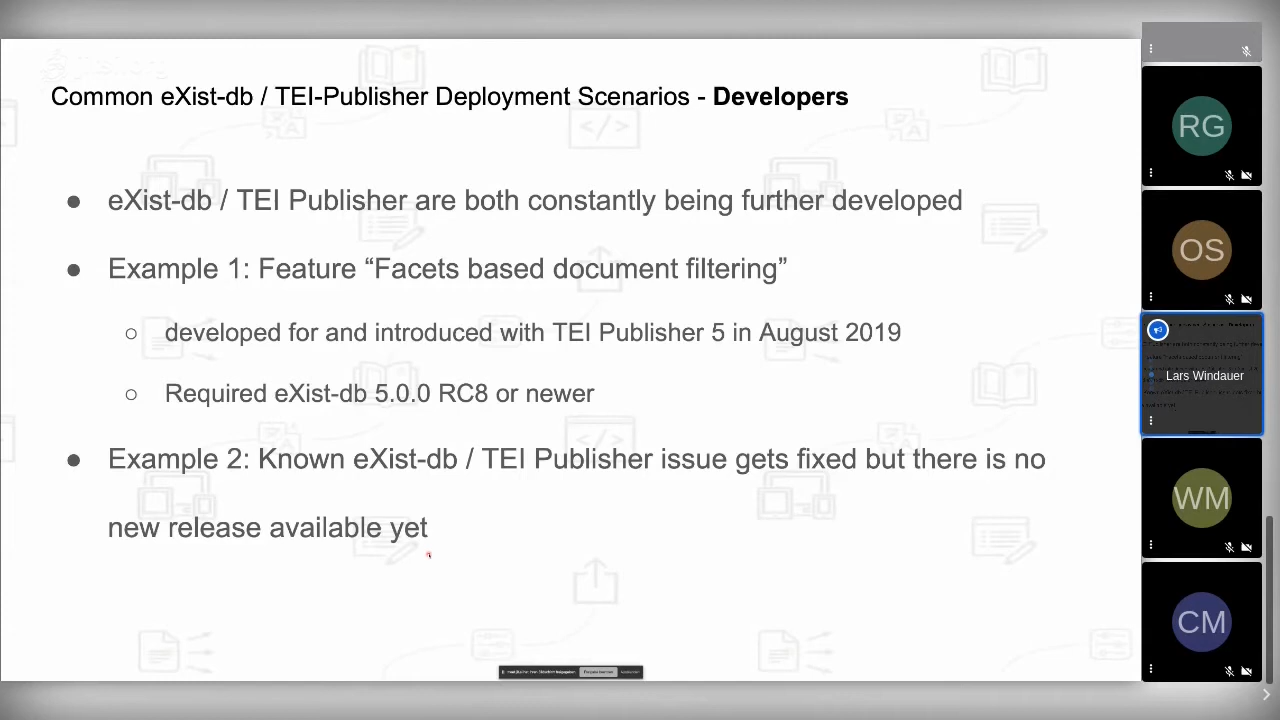 Common eXist-db / TEI-Publisher Deployment Scenarios - Developers
● eXist-db / TEI Publisher are both constantly being further developed
● Example 1: Feature “Facets based document filtering”
○ developed for and introduced with TEI Publisher 5 in August 2019
○ Required eXist-db 5.0.0 RC8 or newer
● Example 2: Known eXist-db / TEI Publisher issue gets fixed but there is no
new release available yet
RG
OS
Lars Windauer
WM
CM